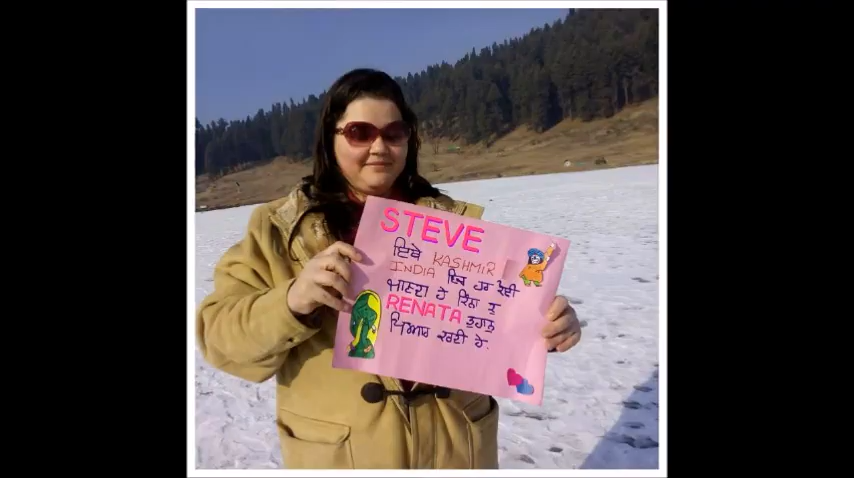 STEVE
ਇਥੇ KASHMIR
INDIA ਵਿਚ ਹਰ ਕੋਈ
ਜਾਣਦਾ ਹੈ ਕਿੰਨਾ ਕੁ
RENATA ਤੁਹਾਨੂ
ਪਿਆਰ ਕਰਦੀ ਹੈ.